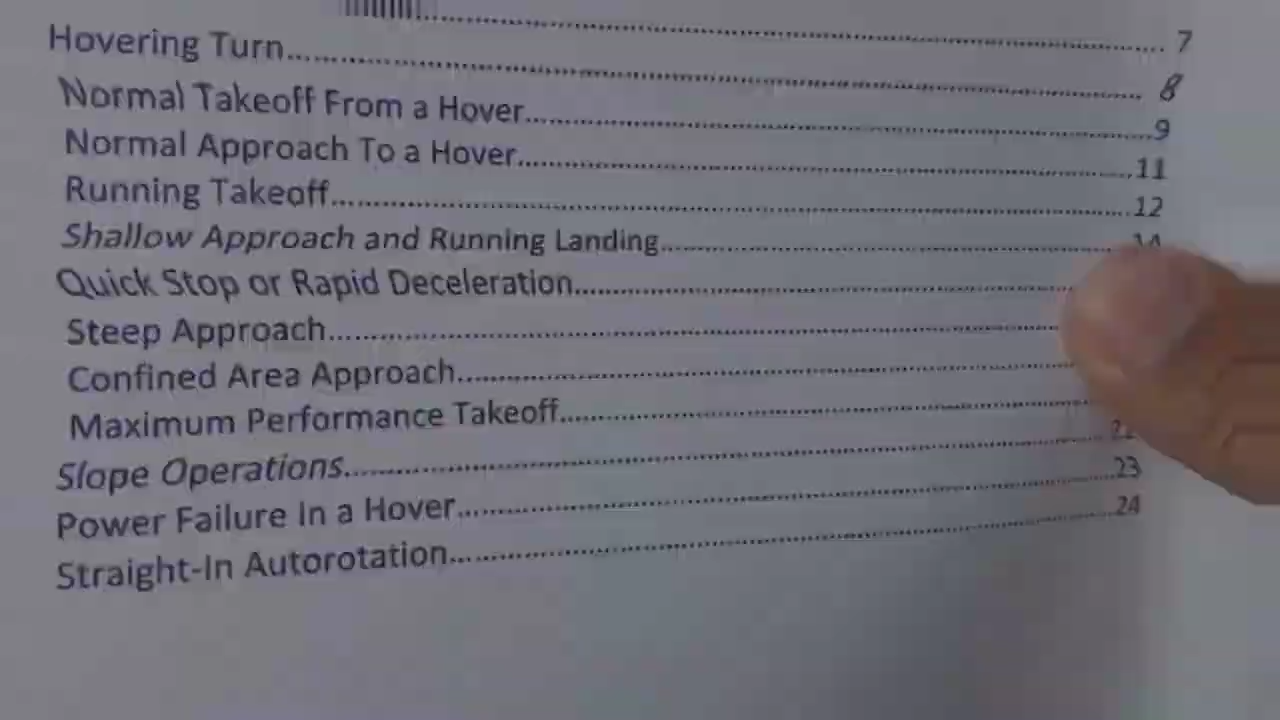 ........ 7
Hovering Turn........ 8
Normal Takeoff From a Hover........9
Normal Approach To a Hover........11
Running Takeoff........12
Shallow Approach and Running Landing........14
Quick Stop or Rapid Deceleration........
Steep Approach........
Confined Area Approach........
Maximum Performance Takeoff........
Slope Operations........
Power Failure in a Hover........23
Straight-In Autorotation........24